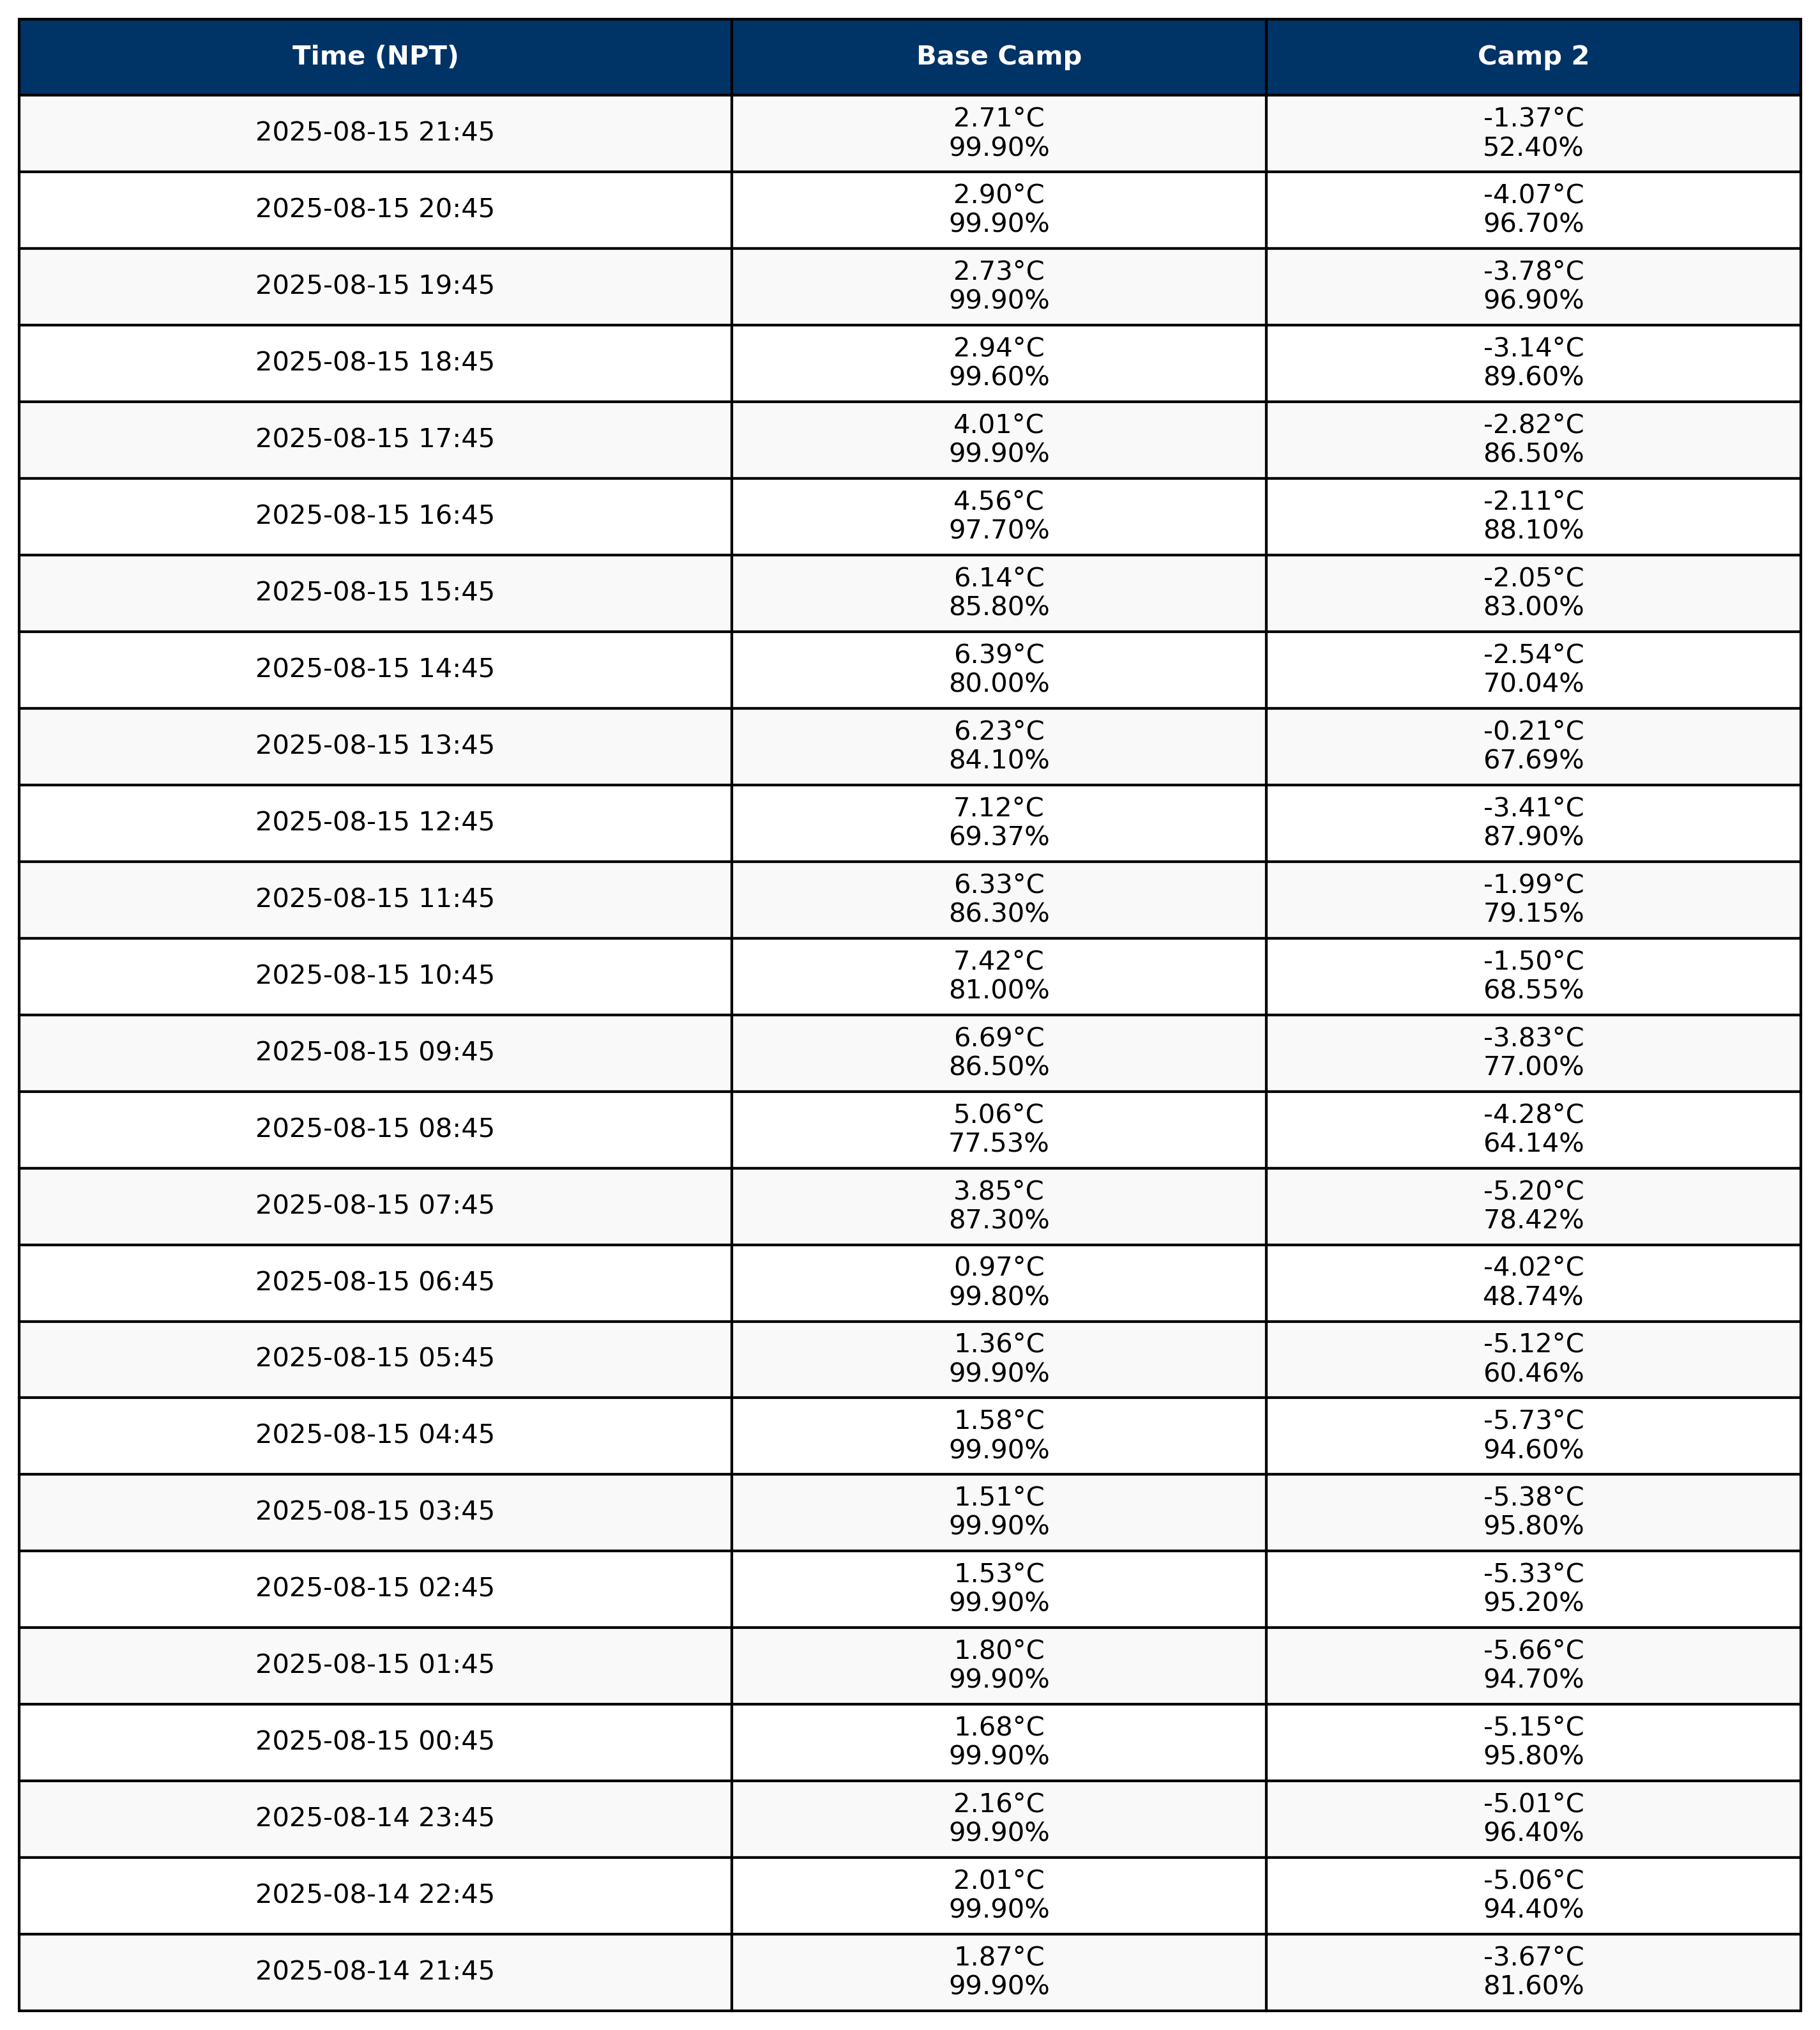 Time (NPT) Base Camp Camp 2
2025-08-15 21:45 2.71°C -1.37°C
99.90% 52.40%
2025-08-15 20:45 2.90°C -4.07°C
99.90% 96.70%
2025-08-15 19:45 2.73°C -3.78°C
99.90% 96.90%
2025-08-15 18:45 2.94°C -3.14°C
99.60% 89.60%
2025-08-15 17:45 4.01°C -2.82°C
99.90% 86.50%
2025-08-15 16:45 4.56°C -2.11°C
97.70% 88.10%
2025-08-15 15:45 6.14°C -2.05°C
85.80% 83.00%
2025-08-15 14:45 6.39°C -2.54°C
80.00% 70.04%
2025-08-15 13:45 6.23°C -0.21°C
84.10% 67.69%
2025-08-15 12:45 7.12°C -3.41°C
69.37% 87.90%
2025-08-15 11:45 6.33°C -1.99°C
86.30% 79.15%
2025-08-15 10:45 7.42°C -1.50°C
81.00% 68.55%
2025-08-15 09:45 6.69°C -3.83°C
86.50% 77.00%
2025-08-15 08:45 5.06°C -4.28°C
77.53% 64.14%
2025-08-15 07:45 3.85°C -5.20°C
87.30% 78.42%
2025-08-15 06:45 0.97°C -4.02°C
99.80% 48.74%
2025-08-15 05:45 1.36°C -5.12°C
99.90% 60.46%
2025-08-15 04:45 1.58°C -5.73°C
99.90% 94.60%
2025-08-15 03:45 1.51°C -5.38°C
99.90% 95.80%
2025-08-15 02:45 1.53°C -5.33°C
99.90% 95.20%
2025-08-15 01:45 1.80°C -5.66°C
99.90% 94.70%
2025-08-15 00:45 1.68°C -5.15°C
99.90% 95.80%
2025-08-14 23:45 2.16°C -5.01°C
99.90% 96.40%
2025-08-14 22:45 2.01°C -5.06°C
99.90% 94.40%
2025-08-14 21:45 1.87°C -3.67°C
99.90% 81.60%